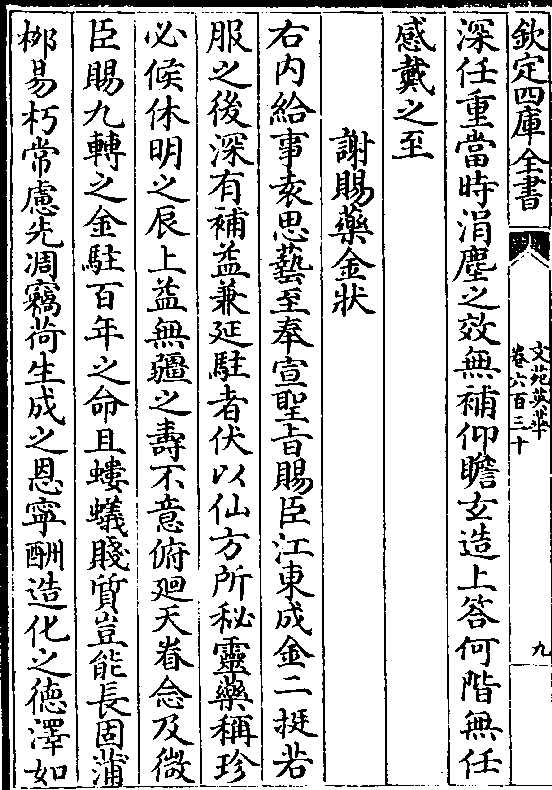 欽定四庫全書
文苑英華
卷六百三十
九
深任重當時涓塵之效無補仰瞻玄造上答何階無任
感戴之至
謝賜藥金狀
右内給事袁思藝至奉宣聖㫖賜臣江東成金二挺若
服之後深有補益兼延駐者伏以仙方所秘靈藥稱珍
必候休明之辰上益無疆之壽不意俯廻天眷念及微
臣賜九轉之金駐百年之命且螻蟻賤質豈能長固蒲
栁易朽常慮先凋竊荷生成之恩寧酬造化之德澤如